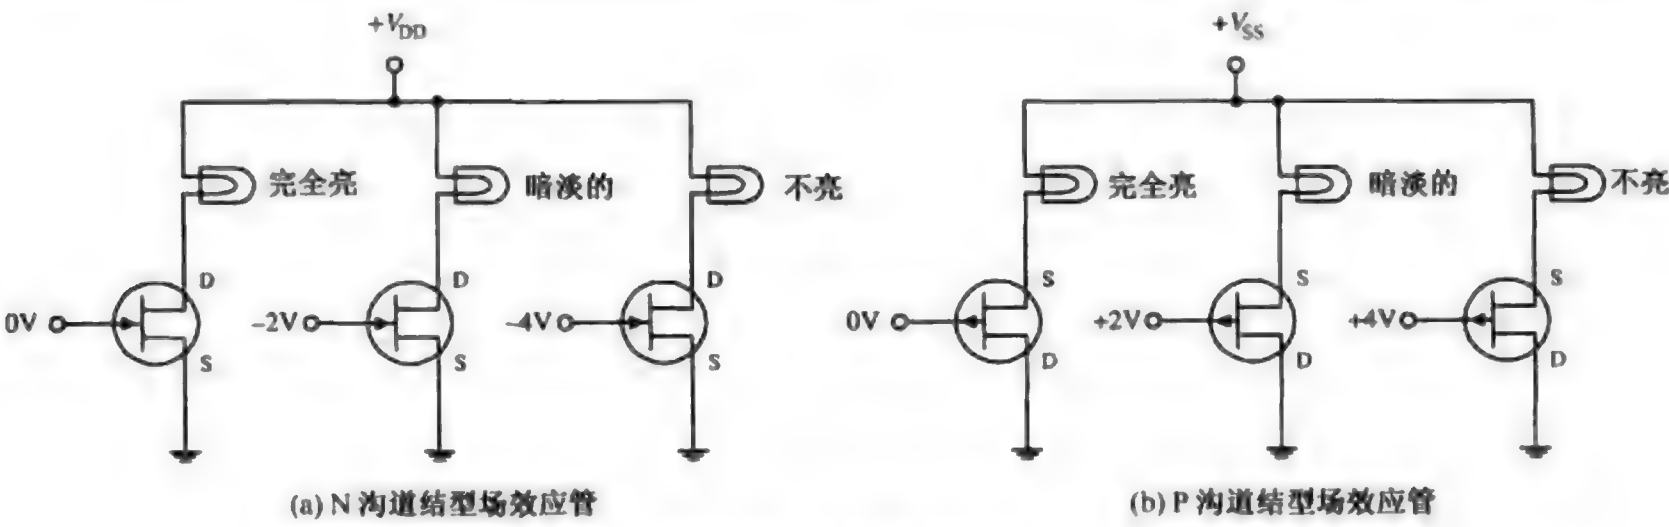 +V_DD
+V_SS
完全亮
暗淡的
不亮
完全亮
暗淡的
不亮
D
D
D
S
S
S
0V
-2V
-4V
0V
+2V
+4V
S
S
S
D
D
D
(a) N 沟道结型场效应管
(b) P 沟道结型场效应管